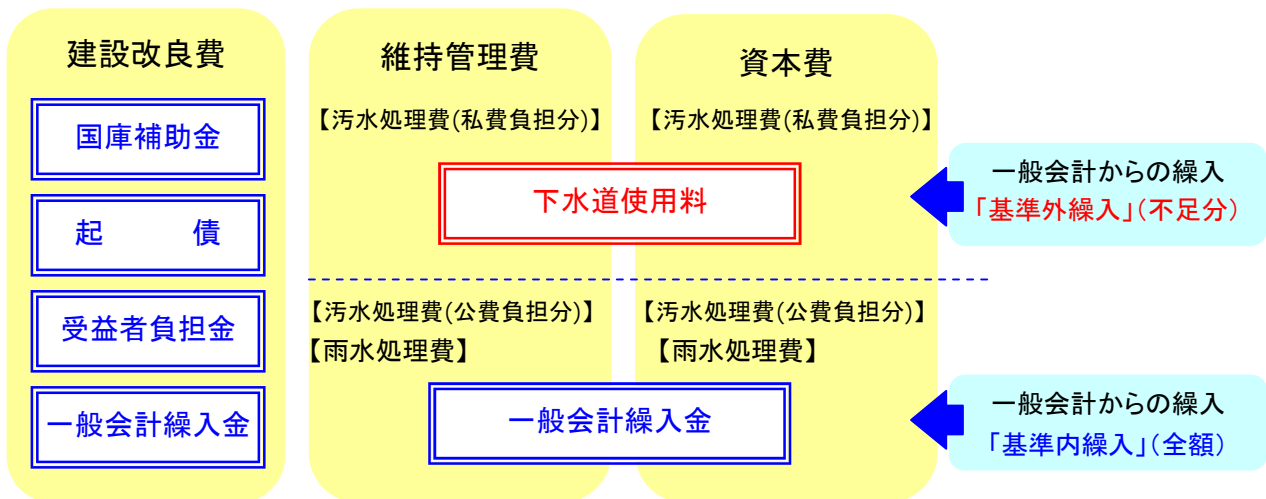 建設改良費
国庫補助金
起　　　債
受益者負担金
一般会計繰入金
維持管理費
資本費
【汚水処理費(私費負担分)】
【汚水処理費(私費負担分)】
下水道使用料
【汚水処理費(公費負担分)】
【雨水処理費】
【汚水処理費(公費負担分)】
【雨水処理費】
一般会計繰入金
一般会計からの繰入
「基準外繰入」(不足分)
一般会計からの繰入
「基準内繰入」(全額)